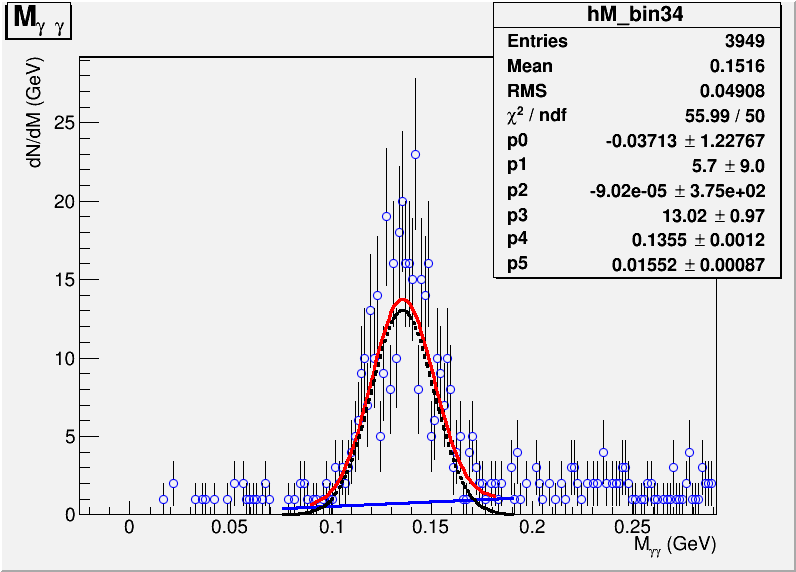 Mγ γ
hM_bin34
Entries 3949
Mean 0.1516
RMS 0.04908
χ² / ndf 55.99 / 50
p0 -0.03713 ± 1.22767
p1 5.7 ± 9.0
p2 -9.02e-05 ± 3.75e+02
p3 13.02 ± 0.97
p4 0.1355 ± 0.0012
p5 0.01552 ± 0.00087
dN/dM (GeV)
25
20
15
10
5
0
0 0.05 0.1 0.15 0.2 0.25
Mγγ (GeV)